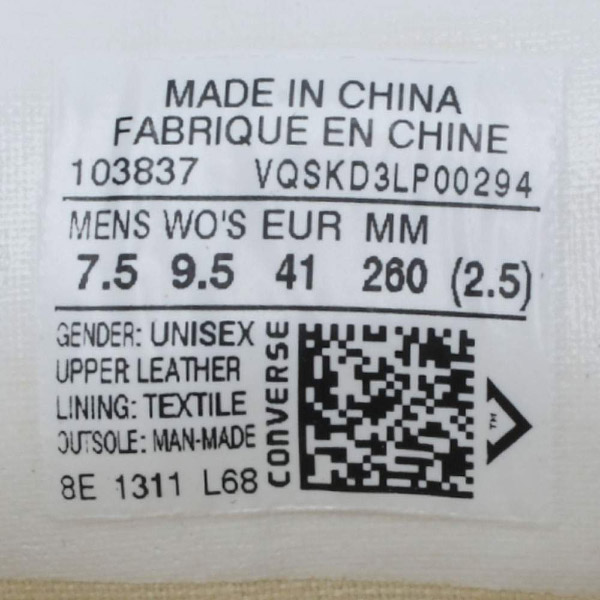 MADE IN CHINA
FABRIQUE EN CHINE
103837 VQSKD3LP00294
MENS WO'S EUR MM
7.5 9.5 41 260 (2.5)
GENDER: UNISEX
UPPER LEATHER
LINING: TEXTILE
OUTSOLE: MAN-MADE
8E 1311 L68
CONVERSE
TM